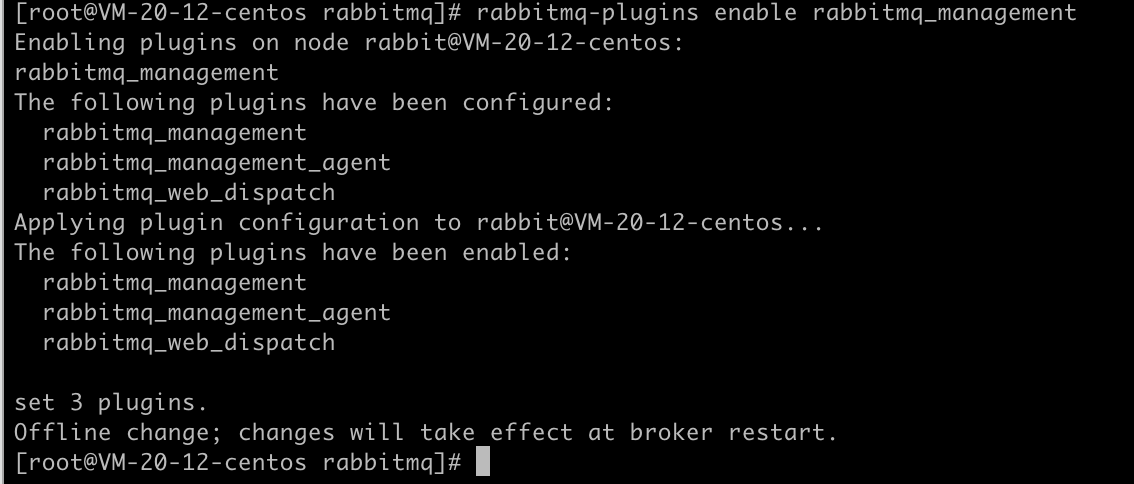 [root@VM-20-12-centos rabbitmq]# rabbitmq-plugins enable rabbitmq_management
Enabling plugins on node rabbit@VM-20-12-centos:
rabbitmq_management
The following plugins have been configured:
  rabbitmq_management
  rabbitmq_management_agent
  rabbitmq_web_dispatch
Applying plugin configuration to rabbit@VM-20-12-centos...
The following plugins have been enabled:
  rabbitmq_management
  rabbitmq_management_agent
  rabbitmq_web_dispatch

set 3 plugins.
Offline change; changes will take effect at broker restart.
[root@VM-20-12-centos rabbitmq]#